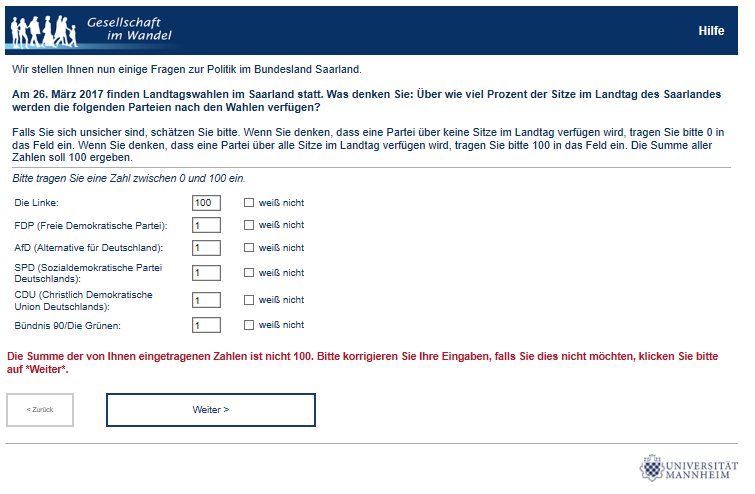 Gesellschaft
im Wandel
Hilfe
Wir stellen Ihnen nun einige Fragen zur Politik im Bundesland Saarland.
Am 26. März 2017 finden Landtagswahlen im Saarland statt. Was denken Sie: Über wie viel Prozent der Sitze im Landtag des Saarlandes
werden die folgenden Parteien nach den Wahlen verfügen?
Falls Sie sich unsicher sind, schätzen Sie bitte. Wenn Sie denken, dass eine Partei über keine Sitze im Landtag verfügen wird, tragen Sie bitte 0 in
das Feld ein. Wenn Sie denken, dass eine Partei über alle Sitze im Landtag verfügen wird, tragen Sie bitte 100 in das Feld ein. Die Summe aller
Zahlen soll 100 ergeben.
Bitte tragen Sie eine Zahl zwischen 0 und 100 ein.
Die Linke: 100 weiß nicht
FDP (Freie Demokratische Partei): 1 weiß nicht
AfD (Alternative für Deutschland): 1 weiß nicht
SPD (Sozialdemokratische Partei
Deutschlands): 1 weiß nicht
CDU (Christlich Demokratische
Union Deutschlands): 1 weiß nicht
Bündnis 90/Die Grünen: 1 weiß nicht
Die Summe der von Ihnen eingetragenen Zahlen ist nicht 100. Bitte korrigieren Sie Ihre Eingaben, falls Sie dies nicht möchten, klicken Sie bitte
auf *Weiter*.
< Zurück
Weiter >
UNIVERSITÄT
MANNHEIM